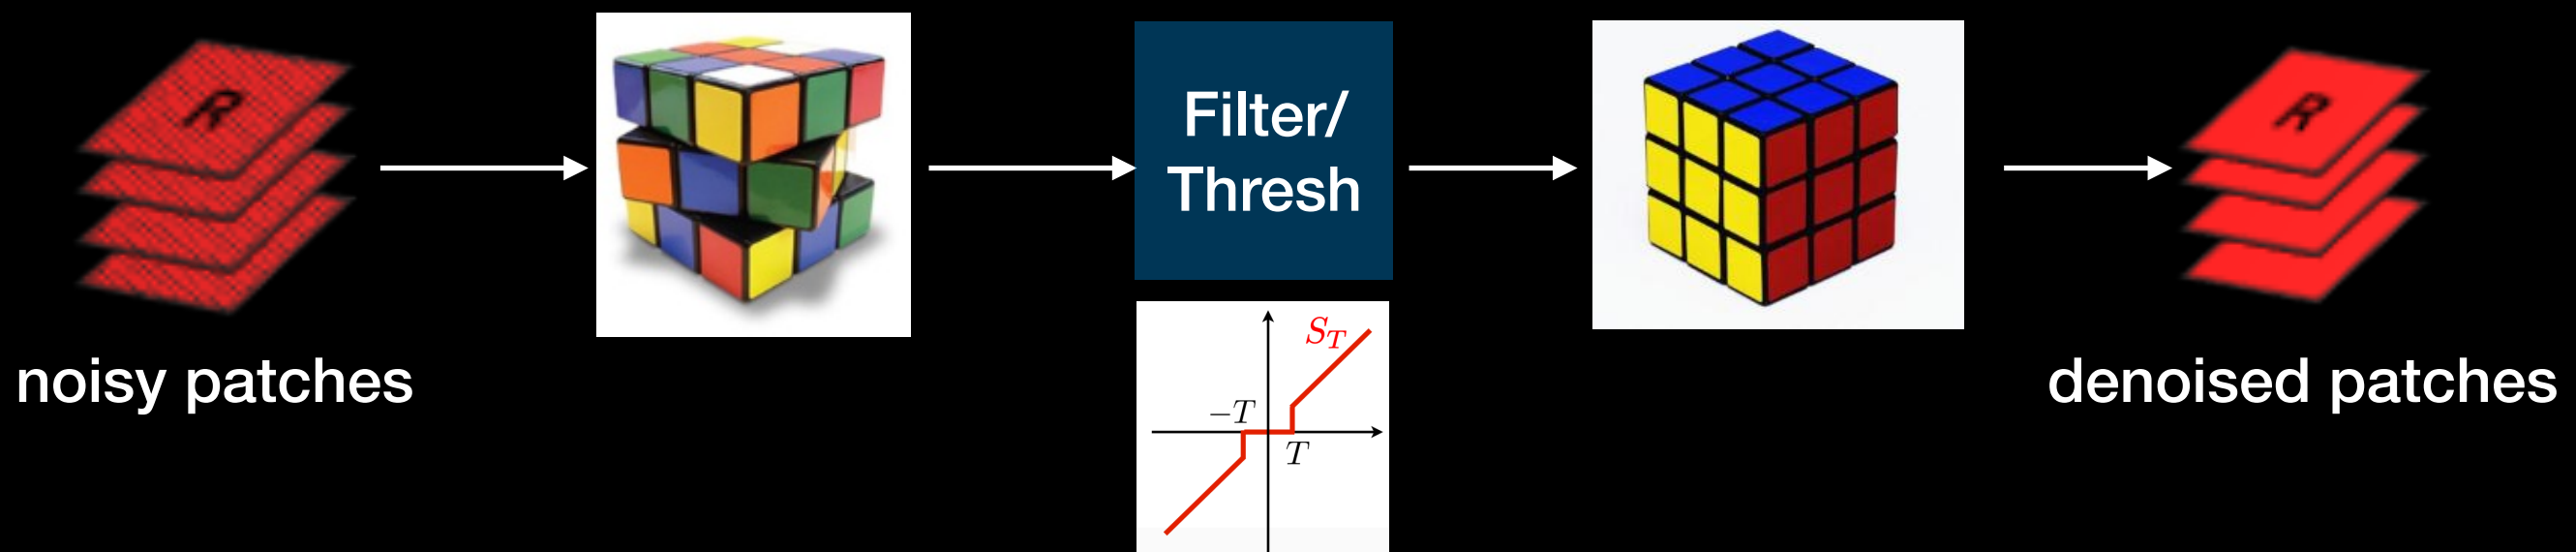 R
noisy patches
Filter/
Thresh
S_T
−T
T
R
denoised patches